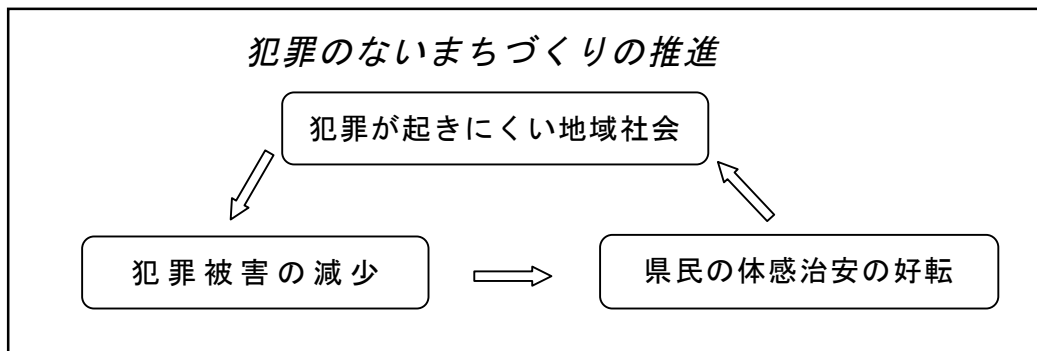 犯罪のないまちづくりの推進
犯罪が起きにくい地域社会
犯罪被害の減少
県民の体感治安の好転